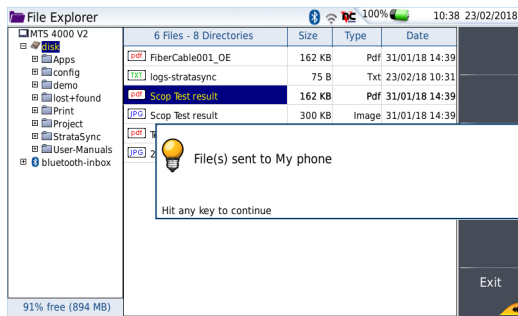 File Explorer
100%
10:38 23/02/2018
MTS 4000 V2
disk
Apps
config
demo
lost+found
Print
Project
StrataSync
User-Manuals
bluetooth-inbox
91% free (894 MB)
6 Files - 8 Directories Size Type Date
pdf FiberCable001_OE 162 KB Pdf 31/01/18 14:39
TXT logs-stratasync 75 B Txt 23/02/18 10:31
pdf Scop Test result 162 KB Pdf 31/01/18 14:39
JPG Scop Test result 300 KB Image 31/01/18 14:39
pdf
JPG 2
File(s) sent to My phone
Hit any key to continue
Exit